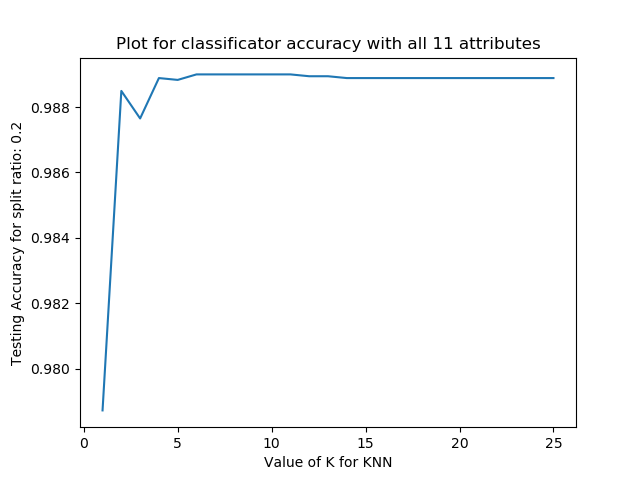 Plot for classificator accuracy with all 11 attributes
0.988
0.986
0.984
0.982
0.980
Testing Accuracy for split ratio: 0.2
0 5 10 15 20 25
Value of K for KNN